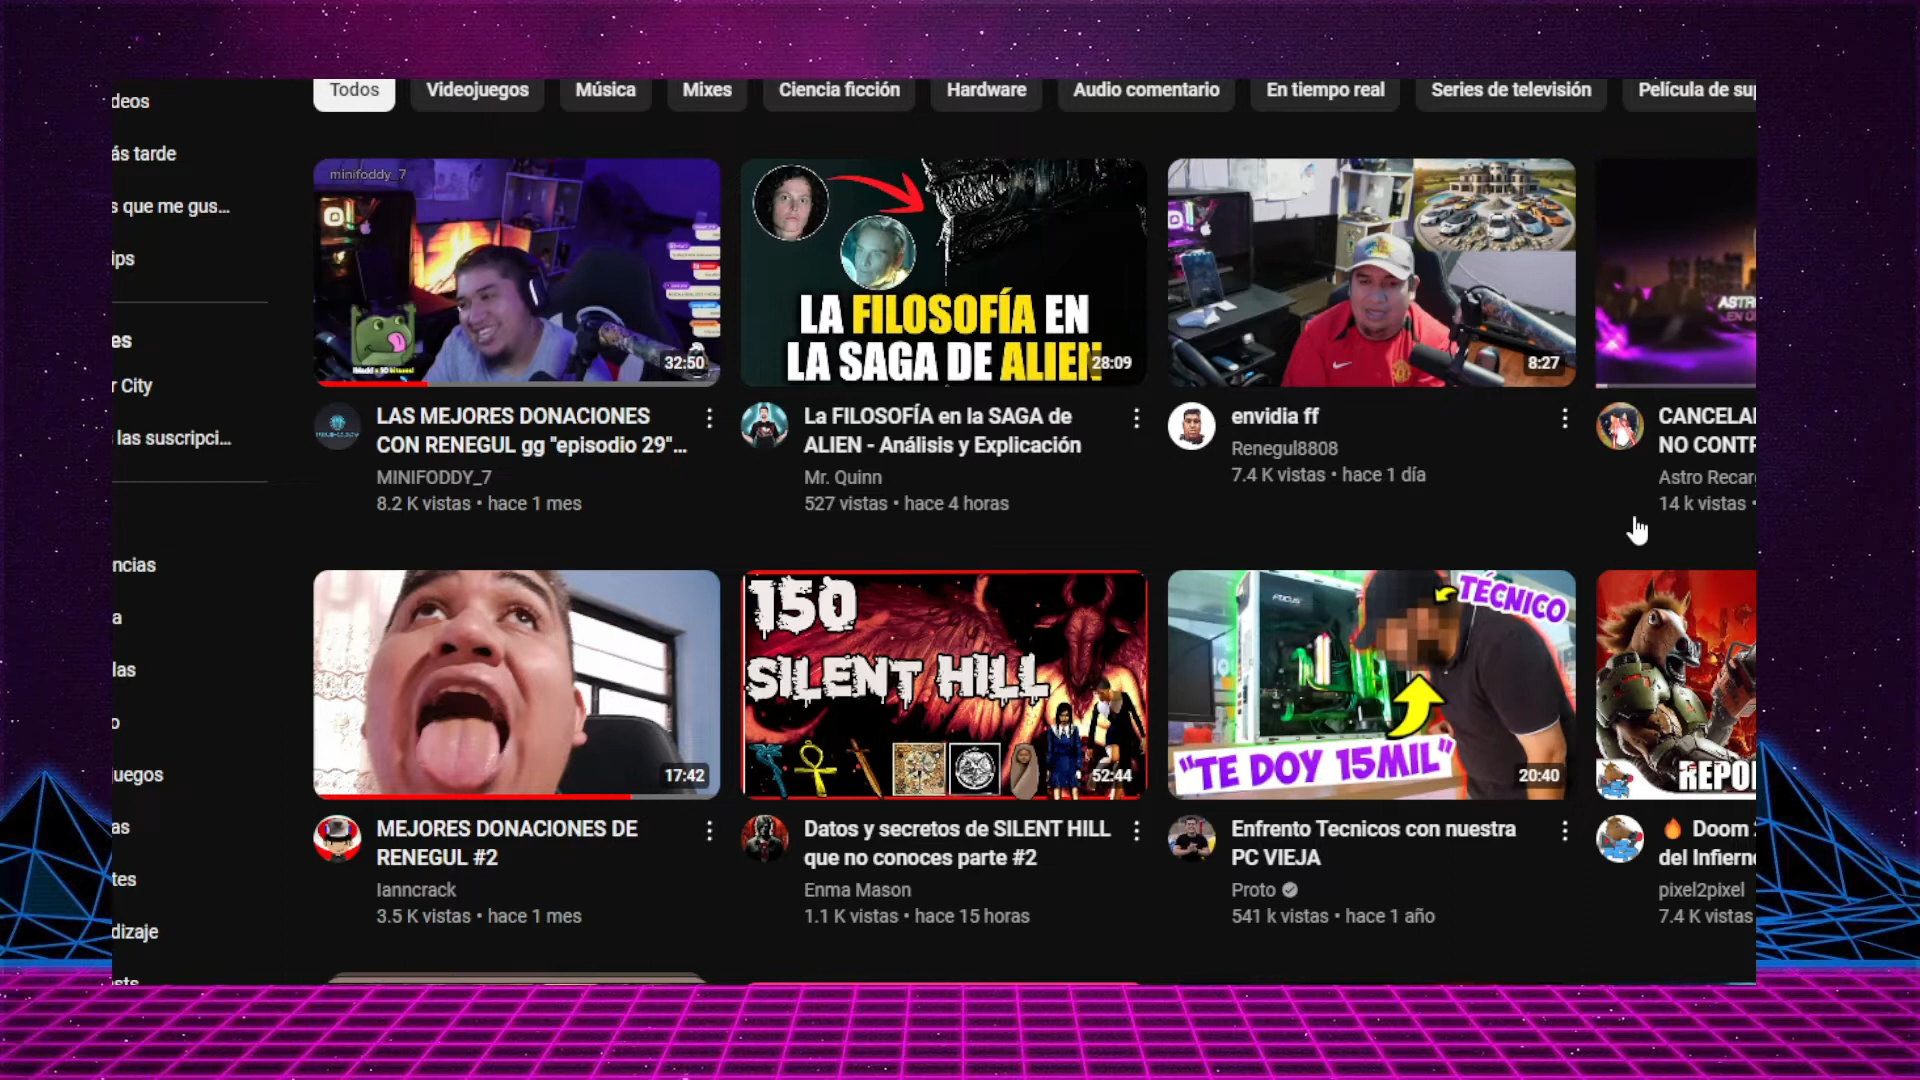 deos
ás tarde
s que me gus...
ips
es
r City
las suscripci...
ncias
a
las
o
juegos
as
tes
dizaje
Todos
Videojuegos
Música
Mixes
Ciencia ficción
Hardware
Audio comentario
En tiempo real
Series de televisión
Película de sup
minifoddy_7
32:50
LAS MEJORES DONACIONES
CON RENEGUL gg "episodio 29"...
MINIFODDY_7
8.2 K vistas • hace 1 mes
LA FILOSOFÍA EN
LA SAGA DE ALIEN
28:09
La FILOSOFÍA en la SAGA de
ALIEN - Análisis y Explicación
Mr. Quinn
527 vistas • hace 4 horas
8:27
envidia ff
Renegul8808
7.4 K vistas • hace 1 día
ASTR
EN
CANCELA
NO CONTR
Astro Recar
14 k vistas •
17:42
MEJORES DONACIONES DE
RENEGUL #2
Ianncrack
3.5 K vistas • hace 1 mes
150
SILENT HILL
52:44
Datos y secretos de SILENT HILL
que no conoces parte #2
Enma Mason
1.1 K vistas • hace 15 horas
FOCUS
TÉCNICO
"TE DOY 15MIL"
20:40
Enfrento Tecnicos con nuestra
PC VIEJA
Proto
541 k vistas • hace 1 año
REPO
🔥 Doom
del Infierno
pixel2pixel
7.4 K vistas